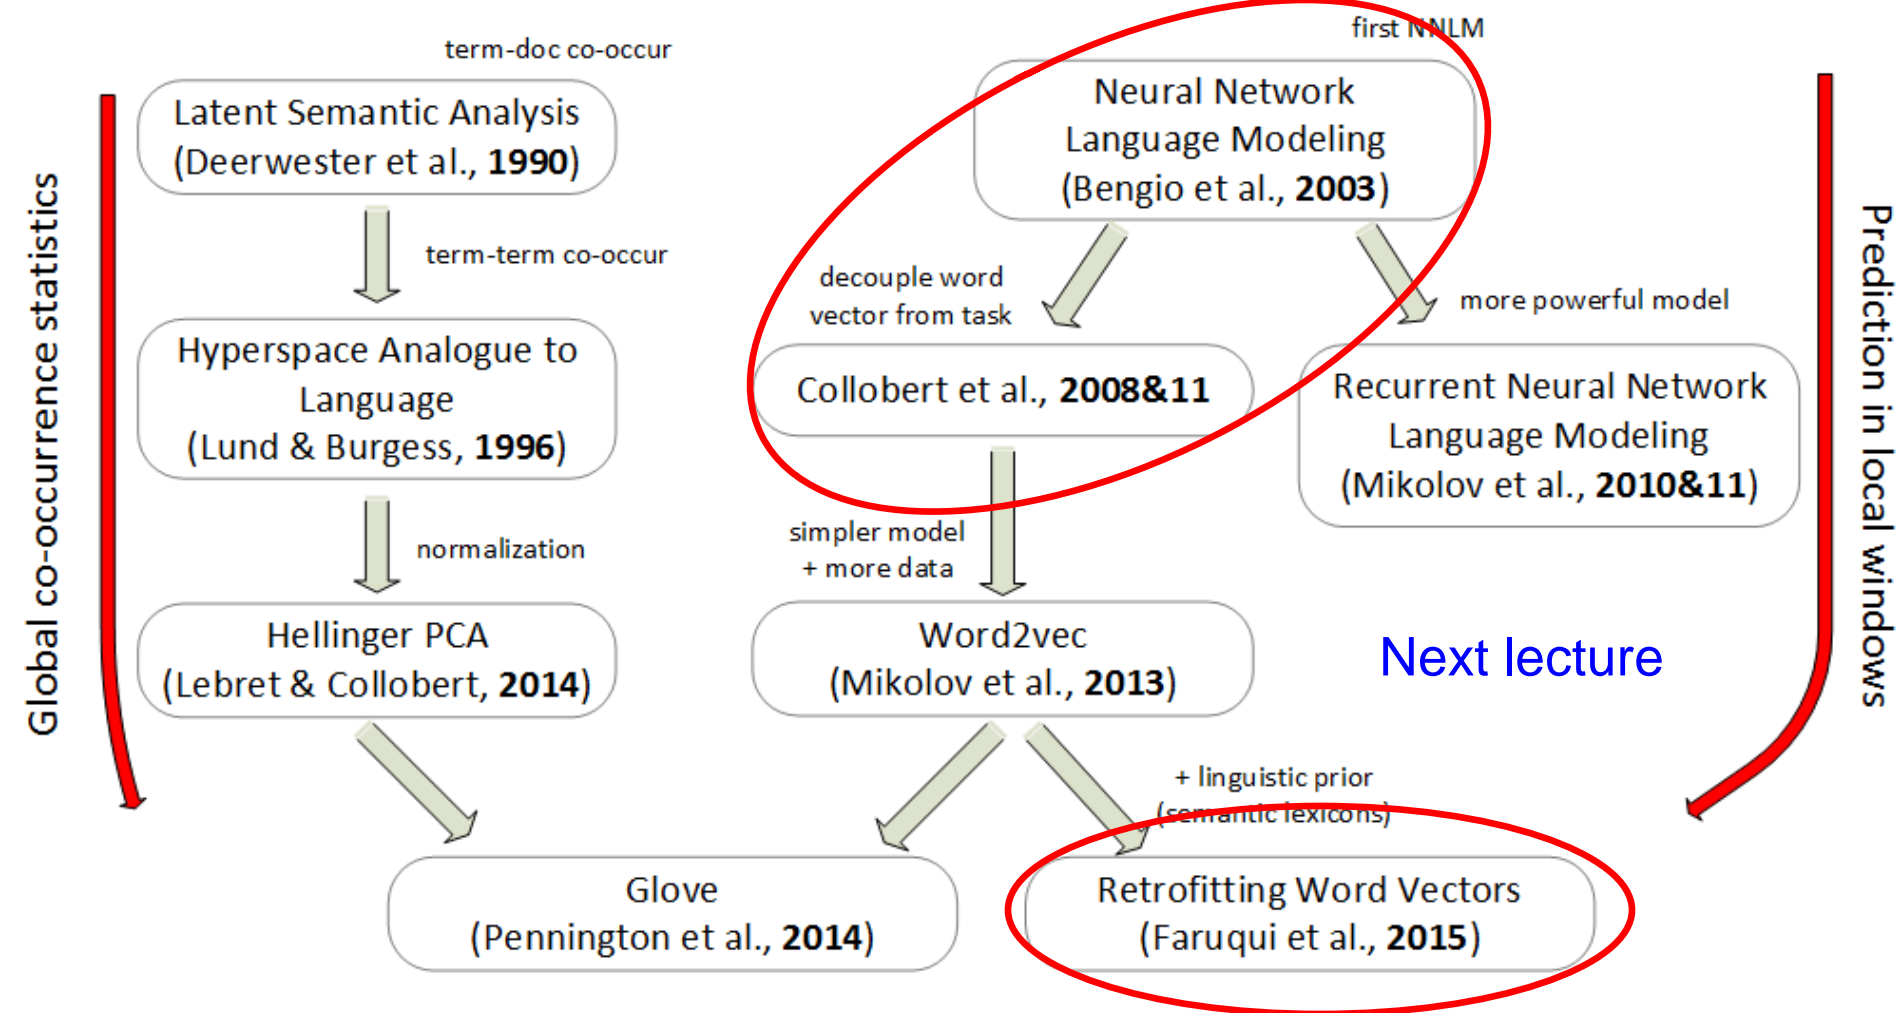 term-doc co-occur
first NNLM
Latent Semantic Analysis
(Deerwester et al., 1990)
Neural Network
Language Modeling
(Bengio et al., 2003)
Global co-occurrence statistics
Prediction in local windows
term-term co-occur
decouple word
vector from task
more powerful model
Hyperspace Analogue to
Language
(Lund & Burgess, 1996)
Collobert et al., 2008&11
Recurrent Neural Network
Language Modeling
(Mikolov et al., 2010&11)
normalization
simpler model
+ more data
Hellinger PCA
(Lebret & Collobert, 2014)
Word2vec
(Mikolov et al., 2013)
Next lecture
+ linguistic prior
(semantic lexicons)
Glove
(Pennington et al., 2014)
Retrofitting Word Vectors
(Faruqui et al., 2015)